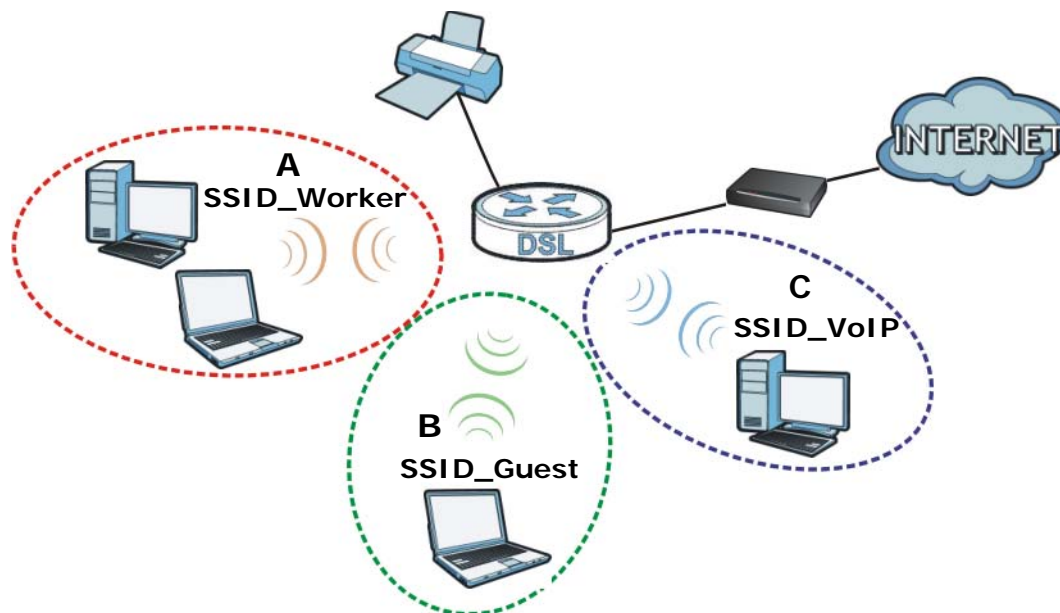 INTERNET
A
SSID_Worker
DSL
C
SSID_VoIP
B
SSID_Guest